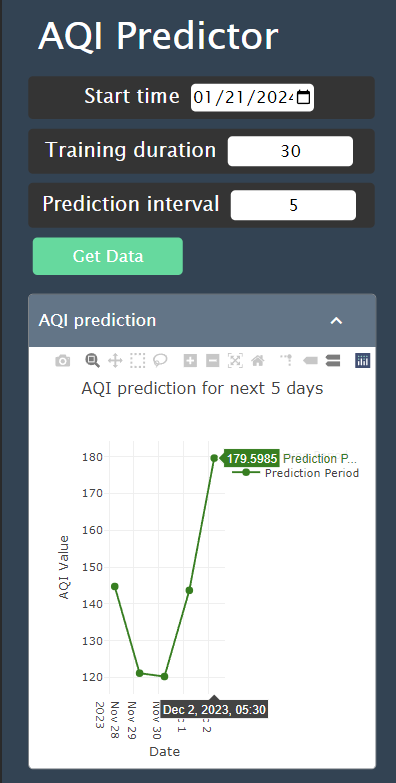 AQI Predictor
Start time 01/21/2024
Training duration 30
Prediction interval 5
Get Data
AQI prediction
AQI prediction for next 5 days
180
179.5985 Prediction P...
Prediction Period
170
160
150
140
130
120
AQI Value
Nov 28
2023
Nov 29
Nov 30
1
2
Dec 2, 2023, 05:30
Date